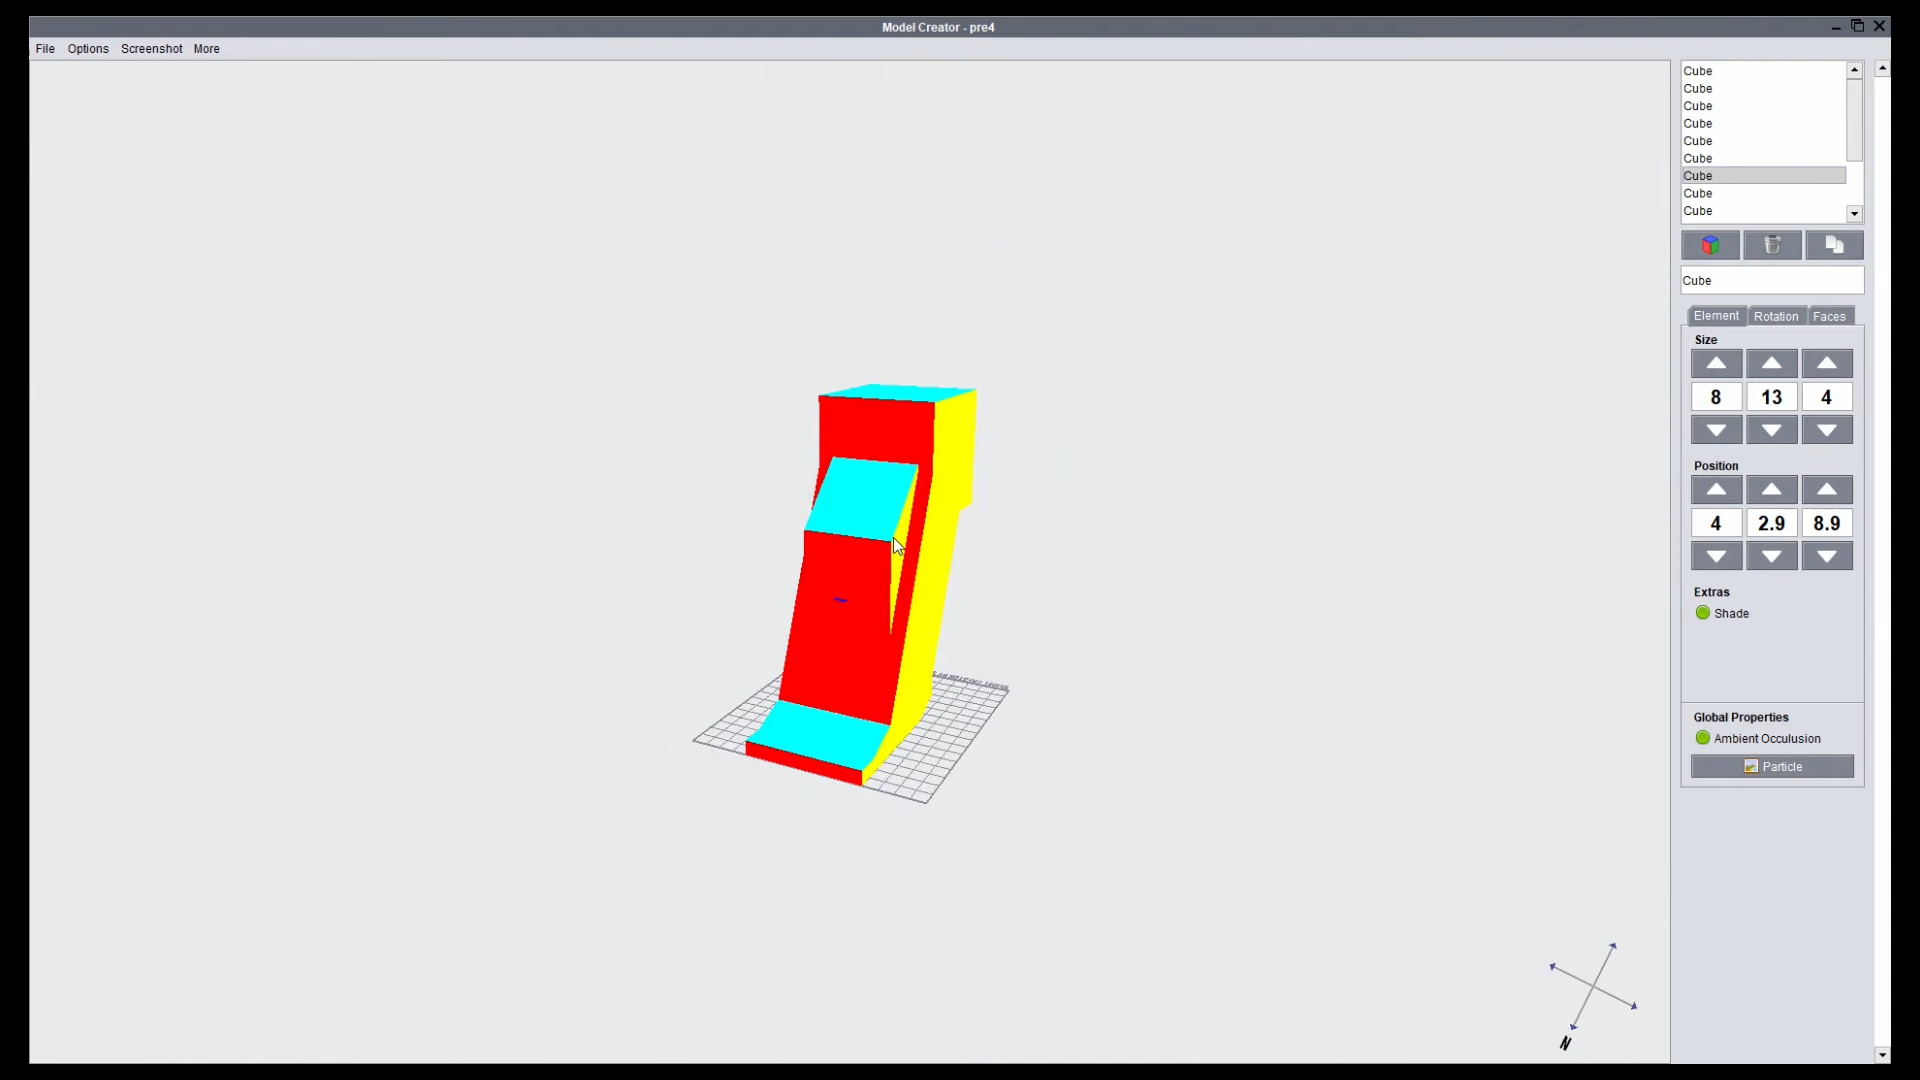 Model Creator - pre4
File Options Screenshot More
Cube
Cube
Cube
Cube
Cube
Cube
Cube
Cube
Cube
Cube
Element Rotation Faces
Size
8 13 4
Position
4 2.9 8.9
Extras
Shade
Global Properties
Ambient Occulusion
Particle
N